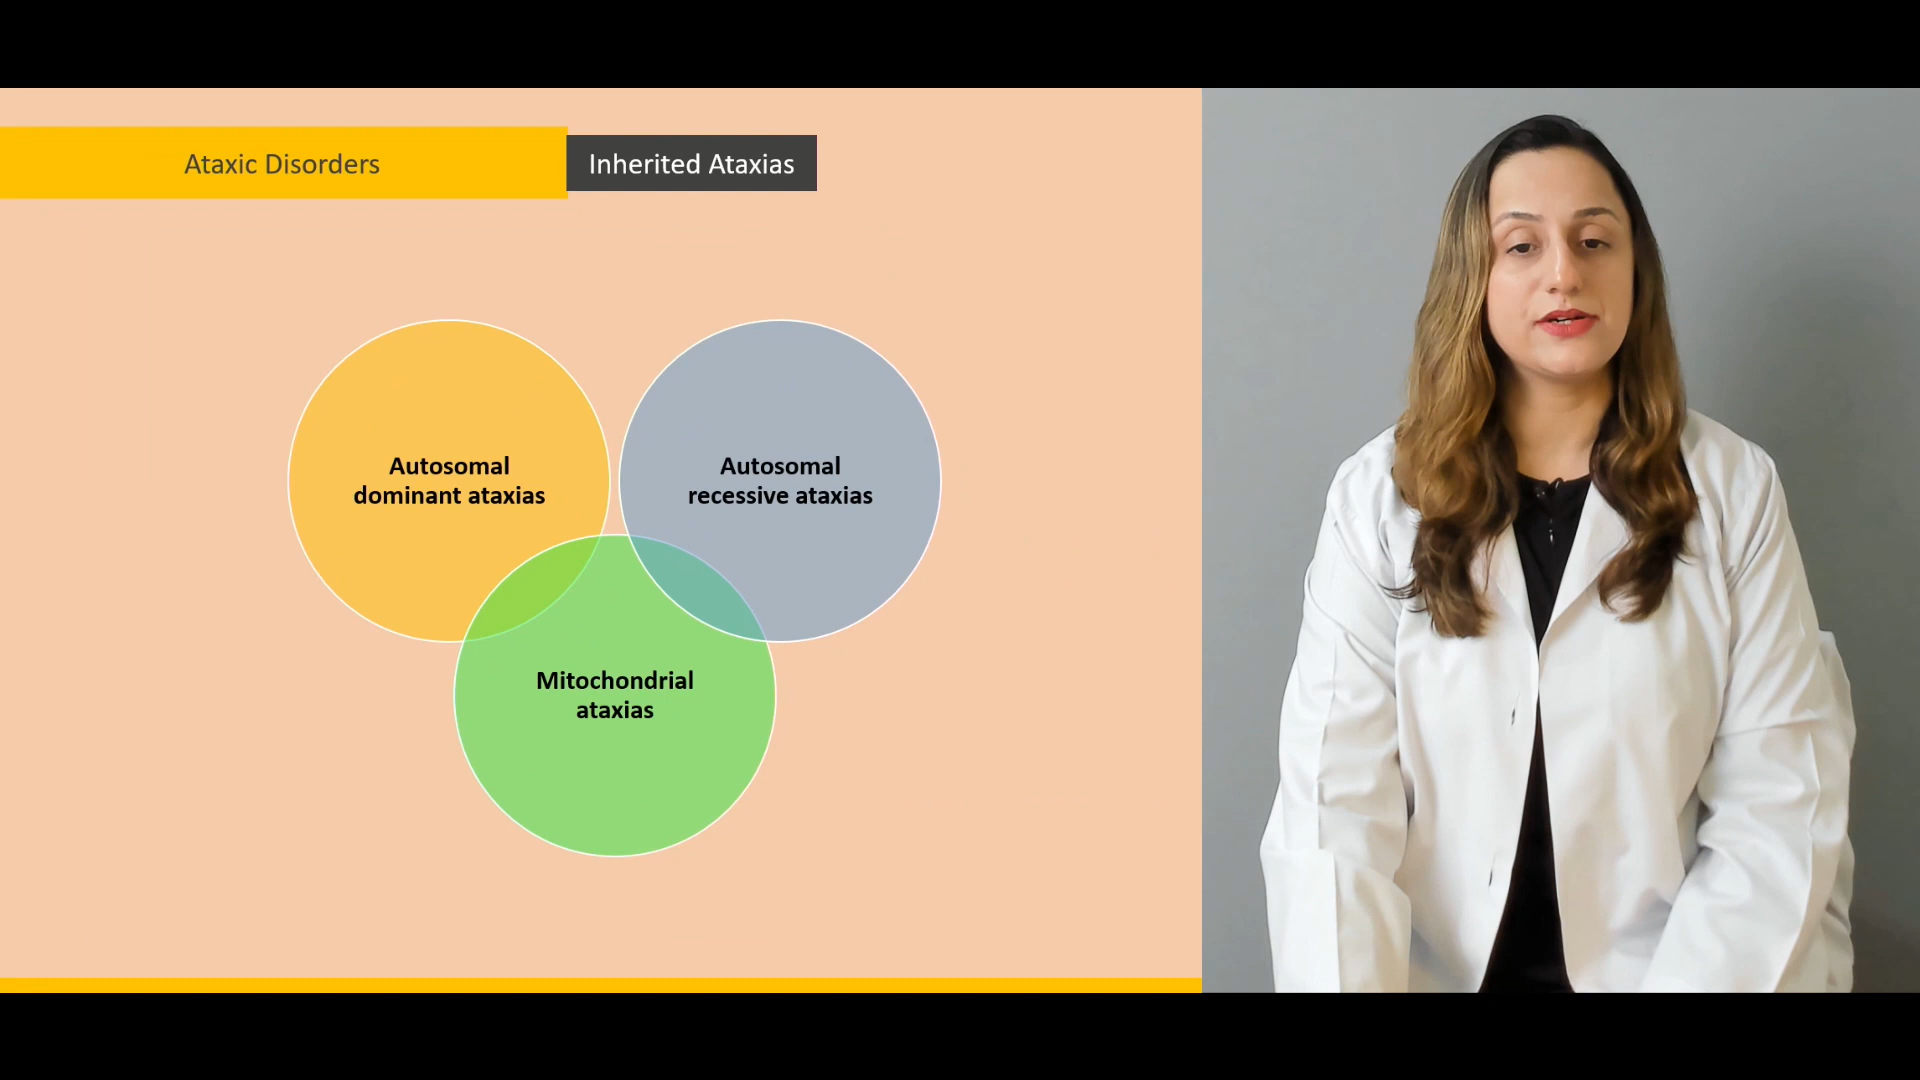 Ataxic Disorders
Inherited Ataxias
Autosomal
dominant ataxias
Autosomal
recessive ataxias
Mitochondrial
ataxias